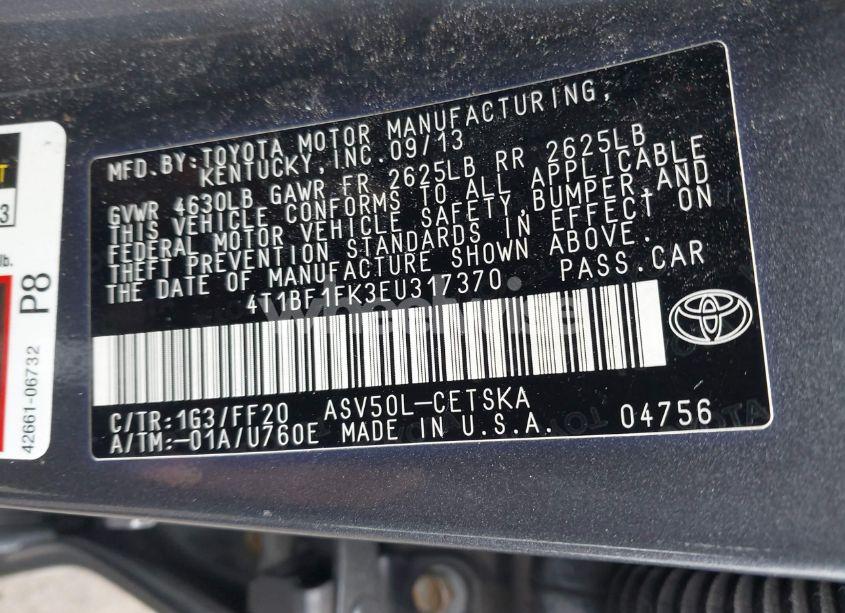 MFD.BY:TOYOTA MOTOR MANUFACTURING,
KENTUCKY, INC. 09/13
GVWR 4630LB, GAWR FR 2625LB RR 2625LB
THIS VEHICLE CONFORMS TO ALL APPLICABLE
FEDERAL MOTOR VEHICLE SAFETY,BUMPER,AND
THEFT PREVENTION STANDARDS IN EFFECT ON
THE DATE OF MANUFACTURE SHOWN ABOVE.
4T1BF1FK3EU317370 PASS.CAR
C/TR:1G3/FF20 ASV50L-CETSKA
A/TM:-01A/U760E MADE IN U.S.A. 04756
P8
42661-06732
3
lb.